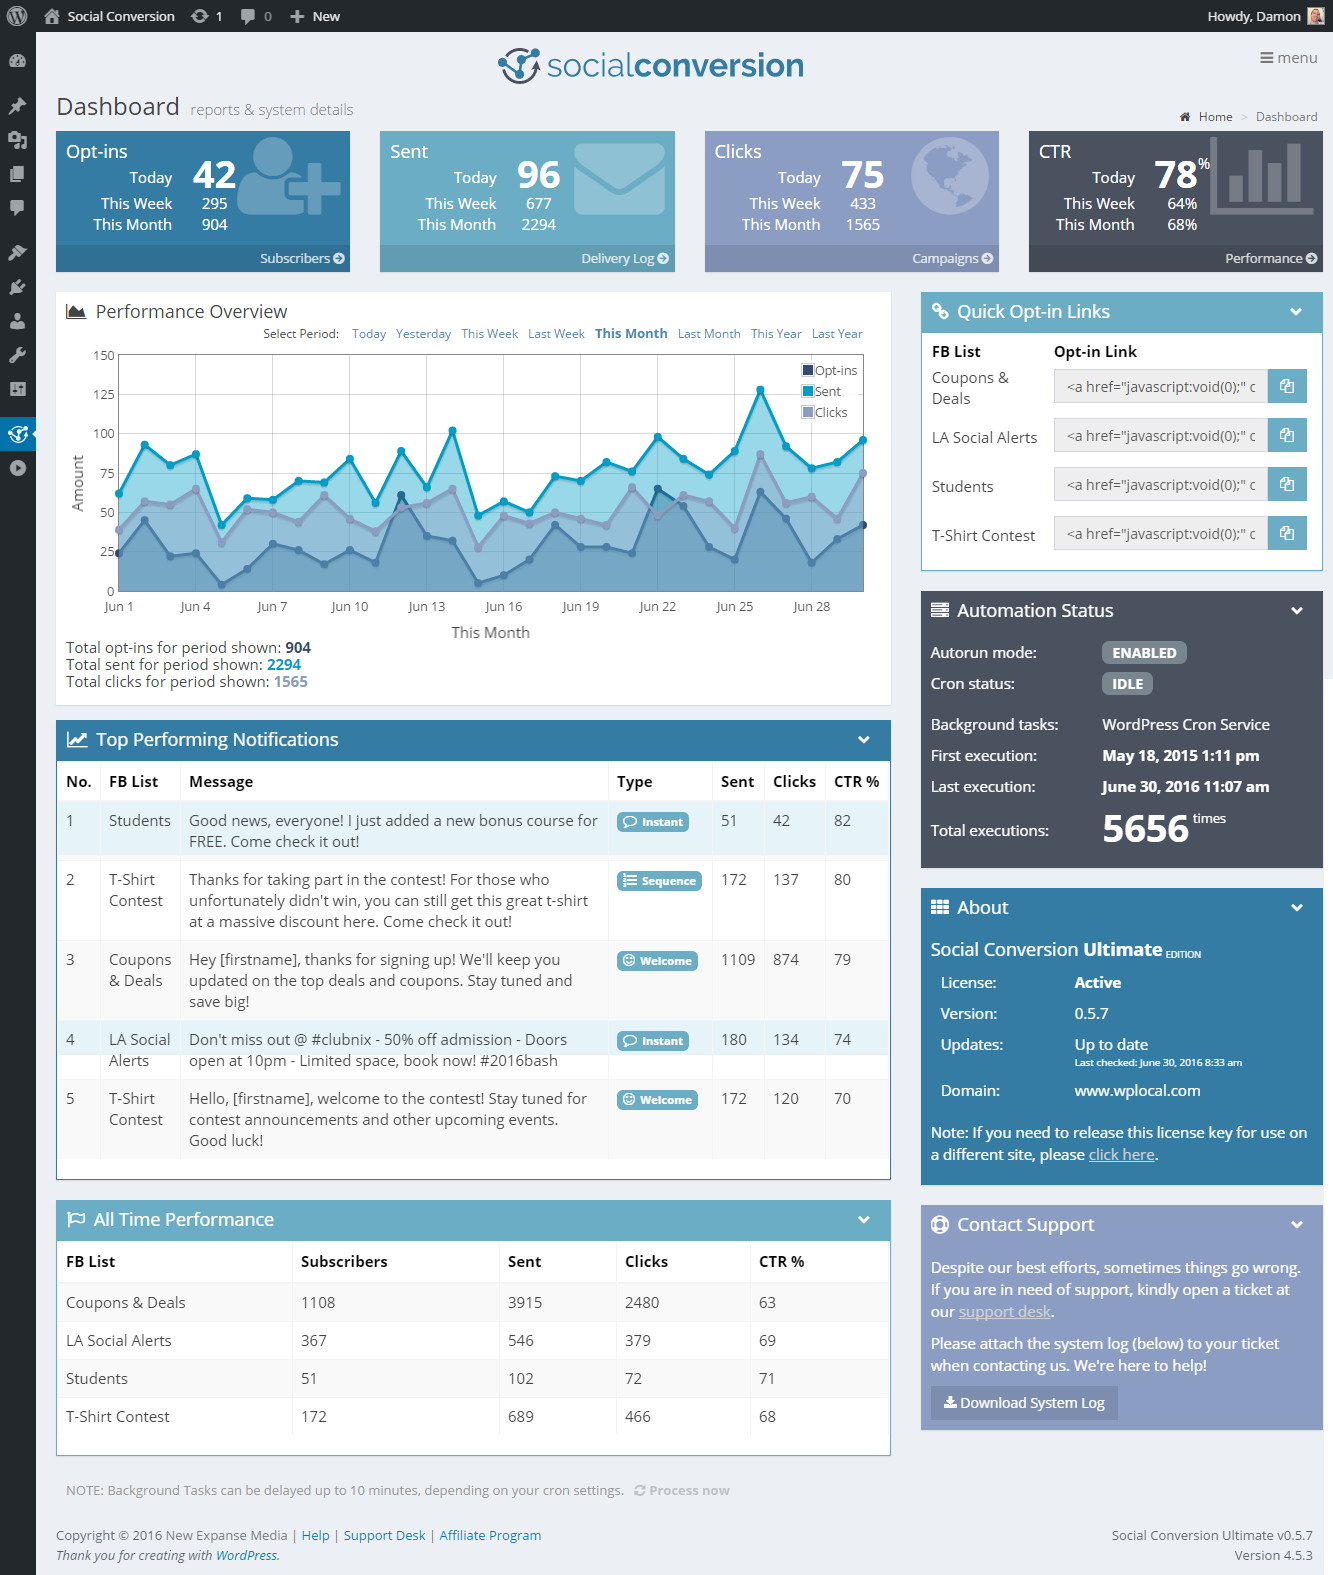 Social Conversion 1 0 New
Howdy, Damon
socialconversion
menu
Dashboard reports & system details
Home > Dashboard
Opt-ins
Today 42
This Week 295
This Month 904
Subscribers
Sent
Today 96
This Week 677
This Month 2294
Delivery Log
Clicks
Today 75
This Week 433
This Month 1565
Campaigns
CTR
Today 78%
This Week 64%
This Month 68%
Performance
Performance Overview
Select Period: Today Yesterday This Week Last Week This Month Last Month This Year Last Year
150
125
100
75
50
25
0
Amount
Opt-ins
Sent
Clicks
Jun 1 Jun 4 Jun 7 Jun 10 Jun 13 Jun 16 Jun 19 Jun 22 Jun 25 Jun 28
This Month
Total opt-ins for period shown: 904
Total sent for period shown: 2294
Total clicks for period shown: 1565
Top Performing Notifications
No. FB List Message Type Sent Clicks CTR %
1 Students Good news, everyone! I just added a new bonus course for Instant 51 42 82
FREE. Come check it out!
2 T-Shirt Thanks for taking part in the contest! For those who Sequence 172 137 80
Contest unfortunately didn't win, you can still get this great t-shirt
at a massive discount here. Come check it out!
3 Coupons Hey [firstname], thanks for signing up! We'll keep you Welcome 1109 874 79
& Deals updated on the top deals and coupons. Stay tuned and
save big!
4 LA Social Don't miss out @ #clubnix - 50% off admission - Doors Instant 180 134 74
Alerts open at 10pm - Limited space, book now! #2016bash
5 T-Shirt Hello, [firstname], welcome to the contest! Stay tuned for Welcome 172 120 70
Contest contest announcements and other upcoming events.
Good luck!
All Time Performance
FB List Subscribers Sent Clicks CTR %
Coupons & Deals 1108 3915 2480 63
LA Social Alerts 367 546 379 69
Students 51 102 72 71
T-Shirt Contest 172 689 466 68
Quick Opt-in Links
FB List Opt-in Link
Coupons & <a href="javascript:void(0);" c
Deals
LA Social Alerts <a href="javascript:void(0);" c
Students <a href="javascript:void(0);" c
T-Shirt Contest <a href="javascript:void(0);" c
Automation Status
Autorun mode: ENABLED
Cron status: IDLE
Background tasks: WordPress Cron Service
First execution: May 18, 2015 1:11 pm
Last execution: June 30, 2016 11:07 am
Total executions: 5656 times
About
Social Conversion Ultimate EDITION
License: Active
Version: 0.5.7
Updates: Up to date
Last checked: June 30, 2016 8:33 am
Domain: www.wplocal.com
Note: If you need to release this license key for use on
a different site, please click here.
Contact Support
Despite our best efforts, sometimes things go wrong.
If you are in need of support, kindly open a ticket at
our support desk.
Please attach the system log (below) to your ticket
when contacting us. We're here to help!
Download System Log
NOTE: Background Tasks can be delayed up to 10 minutes, depending on your cron settings. Process now
Copyright © 2016 New Expanse Media | Help | Support Desk | Affiliate Program
Thank you for creating with WordPress.
Social Conversion Ultimate v0.5.7
Version 4.5.3